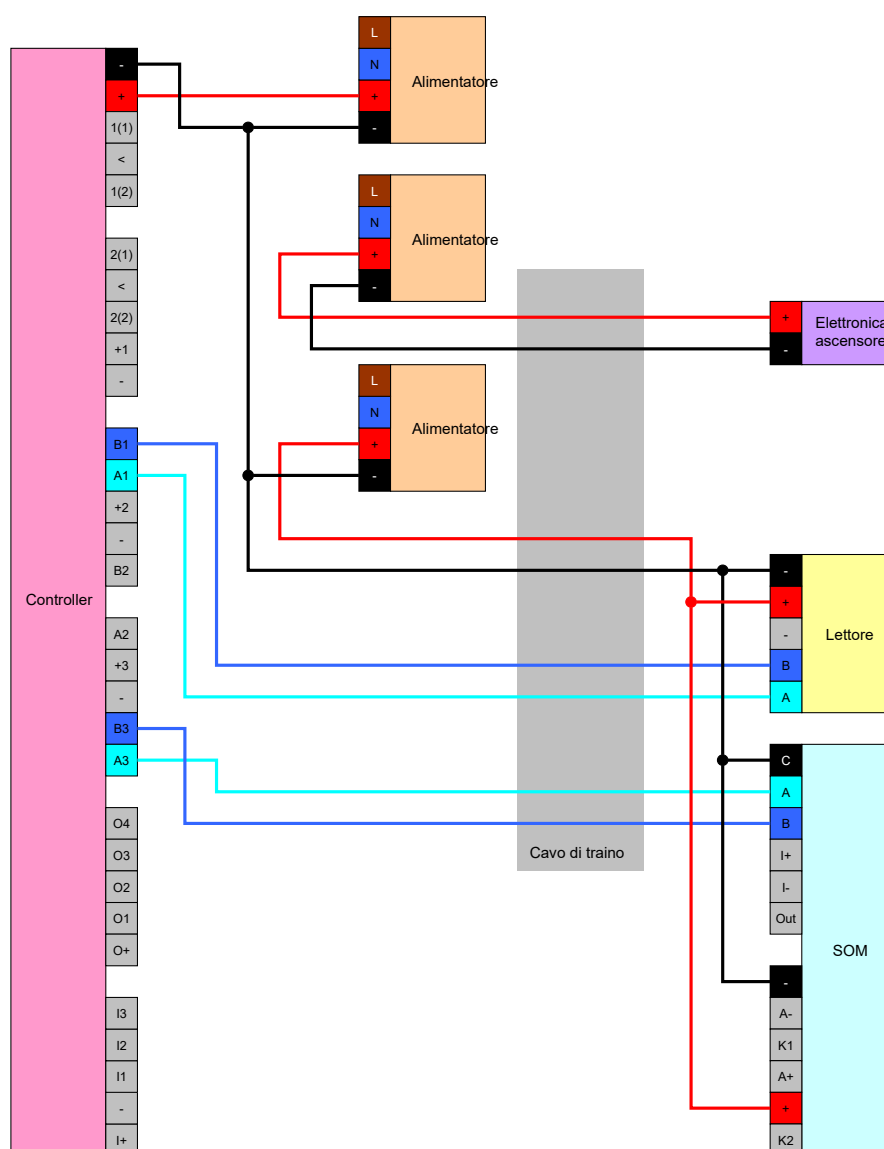 Controller
-
+
1(1)
<
1(2)
2(1)
<
2(2)
+1
-
B1
A1
+2
-
B2
A2
+3
-
B3
A3
O4
O3
O2
O1
O+
I3
I2
I1
-
I+
L
N
+
-
Alimentatore
L
N
+
-
Alimentatore
L
N
+
-
Alimentatore
Cavo di traino
+
-
Elettronica
ascensore
-
+
-
B
A
Lettore
C
A
B
I+
I-
Out
-
A-
K1
A+
+
K2
SOM